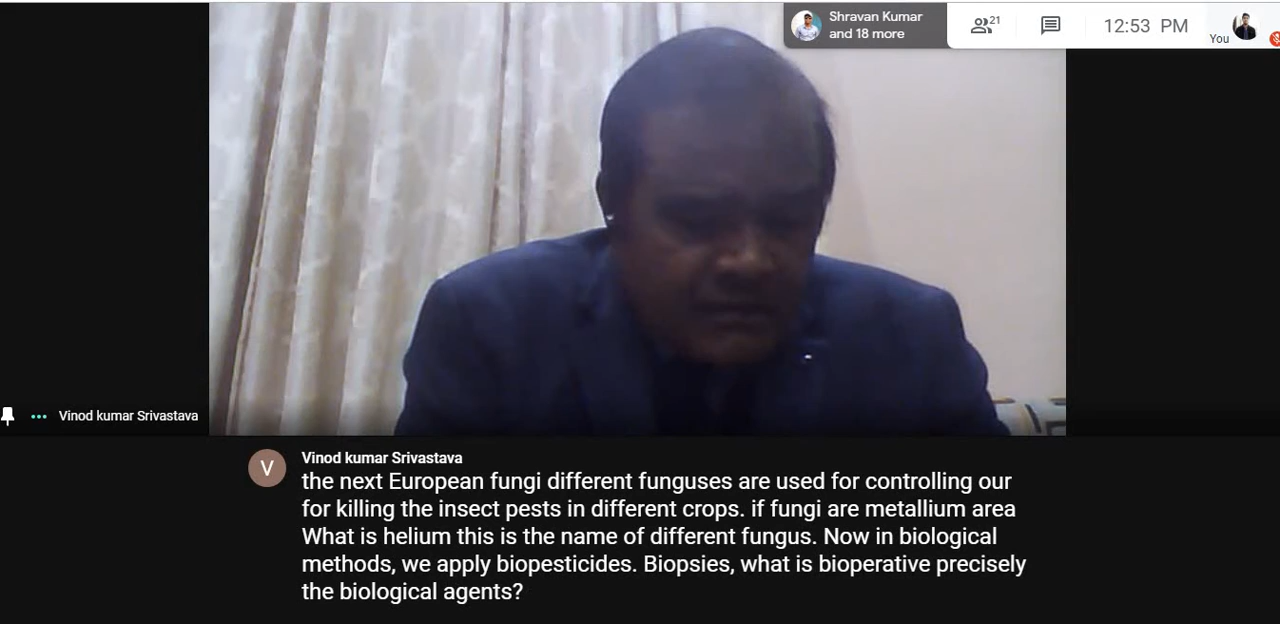 Shravan Kumar
and 18 more
21
12:53 PM
You
Vinod kumar Srivastava
V
Vinod kumar Srivastava
the next European fungi different funguses are used for controlling our
for killing the insect pests in different crops. if fungi are metallium area
What is helium this is the name of different fungus. Now in biological
methods, we apply biopesticides. Biopsies, what is bioperative precisely
the biological agents?